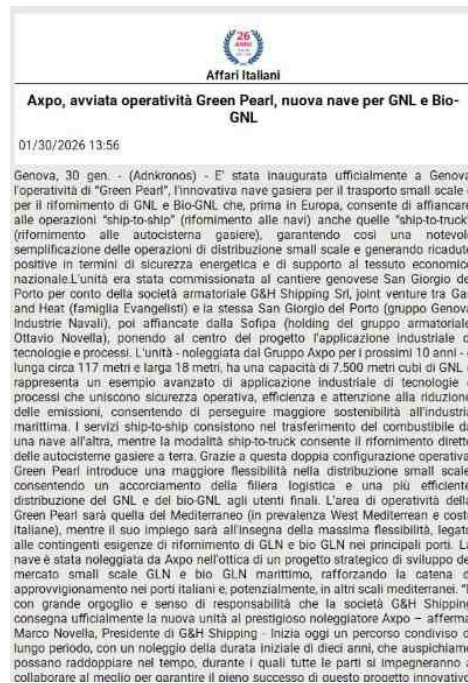 26
ANNI
Affari Italiani
Axpo, avviata operatività Green Pearl, nuova nave per GNL e Bio-
GNL
01/30/2026 13:56
Genova, 30 gen. - (Adnkronos) - E' stata inaugurata ufficialmente a Genova
l'operatività di "Green Pearl", l'innovativa nave gasiera per il trasporto small scale
per il rifornimento di GNL e Bio-GNL che, prima in Europa, consente di affiancare
alle operazioni "ship-to-ship" (rifornimento alle navi) anche quelle "ship-to-truck
(rifornimento alle autocisterna gasiere), garantendo così una notevol
semplificazione delle operazioni di distribuzione small scale e generando ricadut
positive in termini di sicurezza energetica e di supporto al tessuto economico
nazionale.L'unità era stata commissionata al cantiere genovese San Giorgio de
Porto per conto della società armatoriale G&H Shipping Srl, joint venture tra Ga
and Heat (famiglia Evangelisti) e la stessa San Giorgio del Porto (gruppo Genova
Industrie Navali), poi affiancate dalla Sofipa (holding del gruppo armatoriale
Ottavio Novella), ponendo al centro del progetto l'applicazione industriale d
tecnologie e processi. L'unità - noleggiata dal Gruppo Axpo per i prossimi 10 anni -
lunga circa 117 metri e larga 18 metri, ha una capacità di 7.500 metri cubi di GNL
rappresenta un esempio avanzato di applicazione industriale di tecnologie
processi che uniscono sicurezza operativa, efficienza e attenzione alla riduzion
delle emissioni, consentendo di perseguire maggiore sostenibilità all'industri
marittima. I servizi ship-to-ship consistono nel trasferimento del combustibile da
una nave all'altra, mentre la modalità ship-to-truck consente il rifornimento dirett
delle autocisterne gasiere a terra. Grazie a questa doppia configurazione operativa
Green Pearl introduce una maggiore flessibilità nella distribuzione small scale
consentendo un accorciamento della filiera logistica e una più efficient
distribuzione del GNL e del bio-GNL agli utenti finali. L'area di operatività dell
Green Pearl sarà quella del Mediterraneo (in prevalenza West Mediterrean e cost
italiane), mentre il suo impiego sarà all'insegna della massima flessibilità, legat
alle contingenti esigenze di rifornimento di GLN e bio GLN nei principali porti. La
nave è stata noleggiata da Axpo nell'ottica di un progetto strategico di sviluppo de
mercato small scale GLN e bio GLN marittimo, rafforzando la catena d
approvvigionamento nei porti italiani e, potenzialmente, in altri scali mediterranei. "
con grande orgoglio e senso di responsabilità che la società G&H Shipping
consegna ufficialmente la nuova unità al prestigioso noleggiatore Axpo – afferma
Marco Novella, Presidente di G&H Shipping - Inizia oggi un percorso condiviso d
lungo periodo, con un noleggio della durata iniziale di dieci anni, che auspichiam
possano raddoppiare nel tempo, durante i quali tutte le parti si impegneranno
collaborare al meglio per garantire il pieno successo di questo progetto innovativo